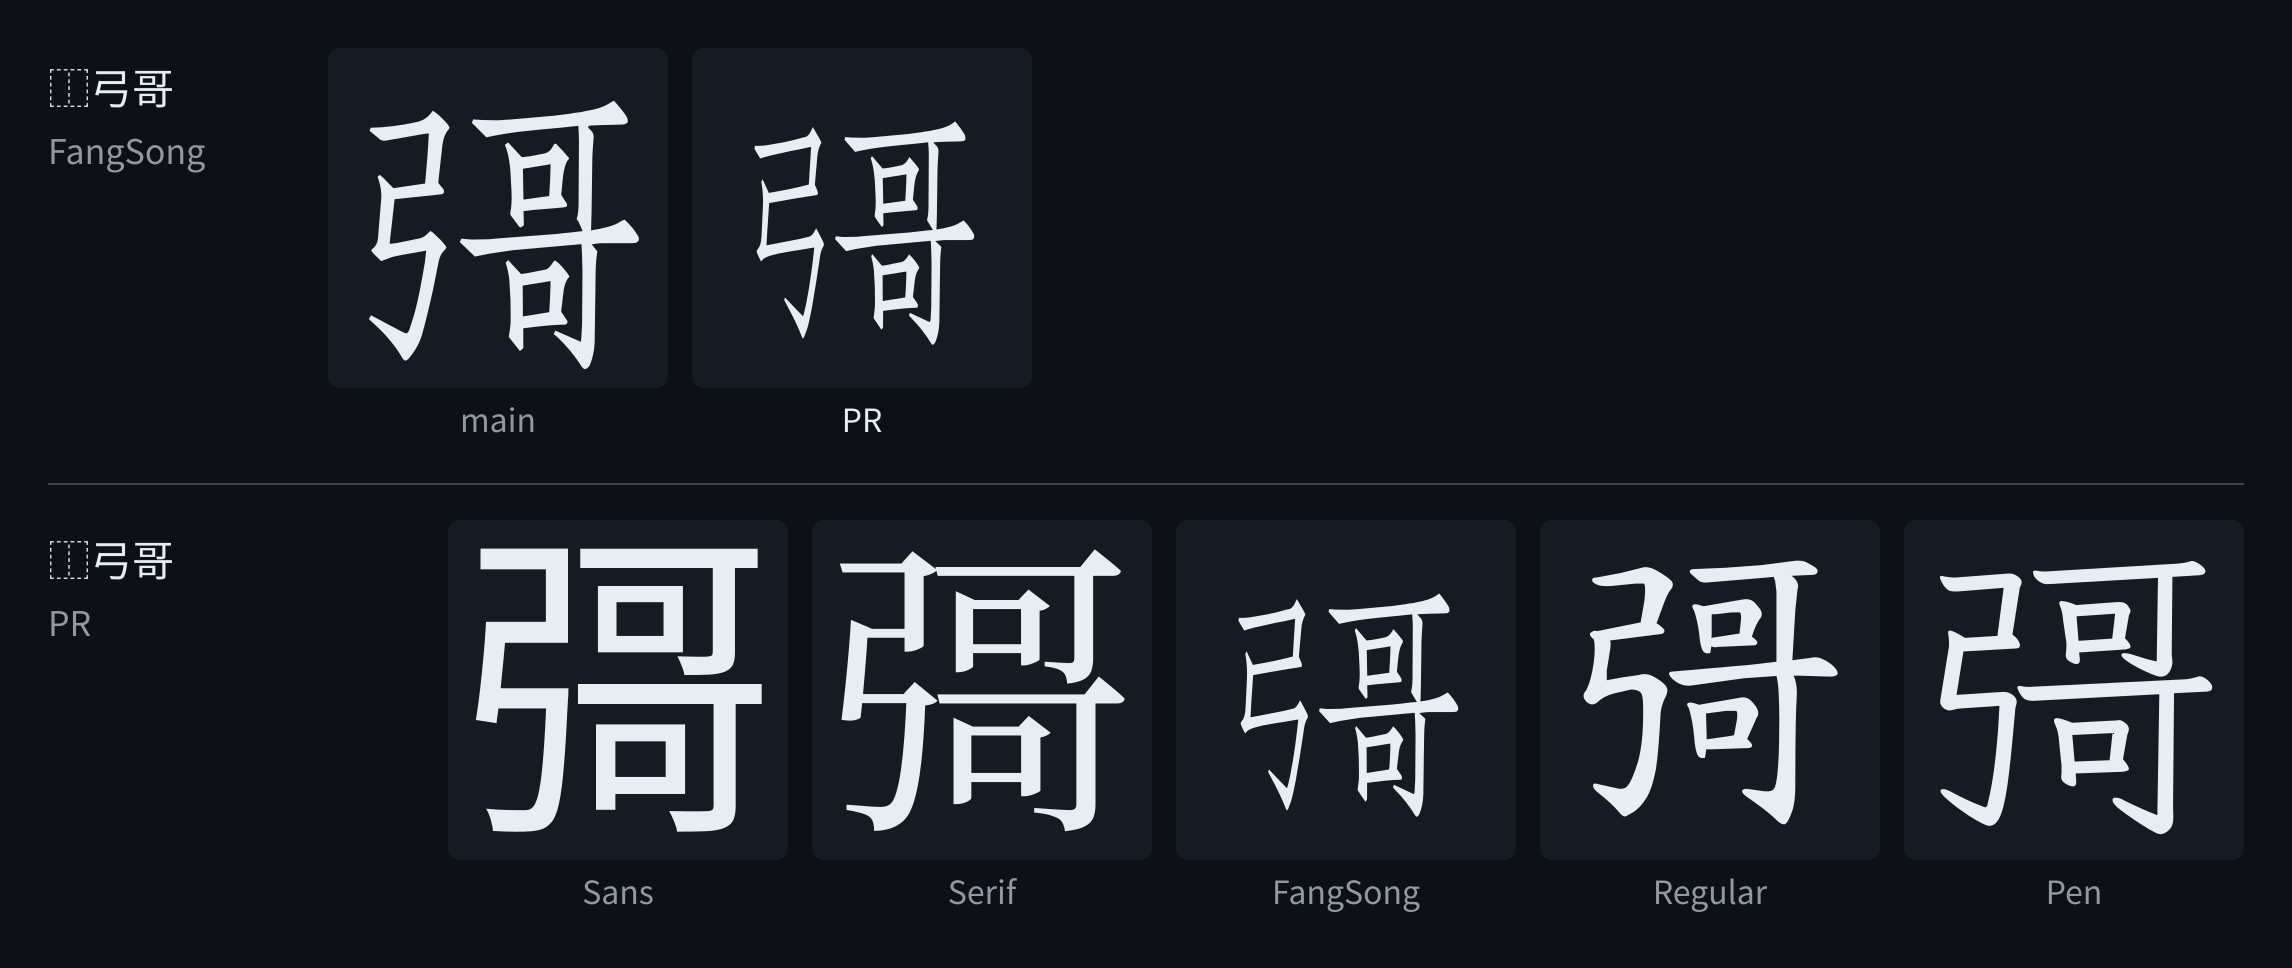 ⿰弓哥
FangSong
main
PR
⿰弓哥
PR
Sans
Serif
FangSong
Regular
Pen